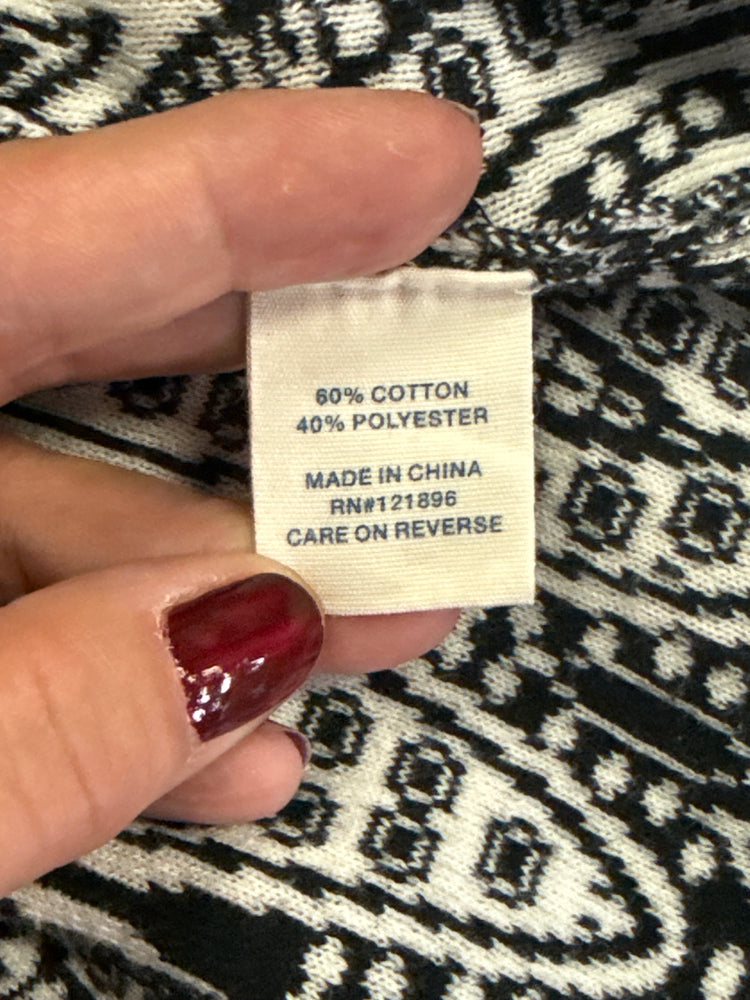 60% COTTON
40% POLYESTER
MADE IN CHINA
RN#121896
CARE ON REVERSE